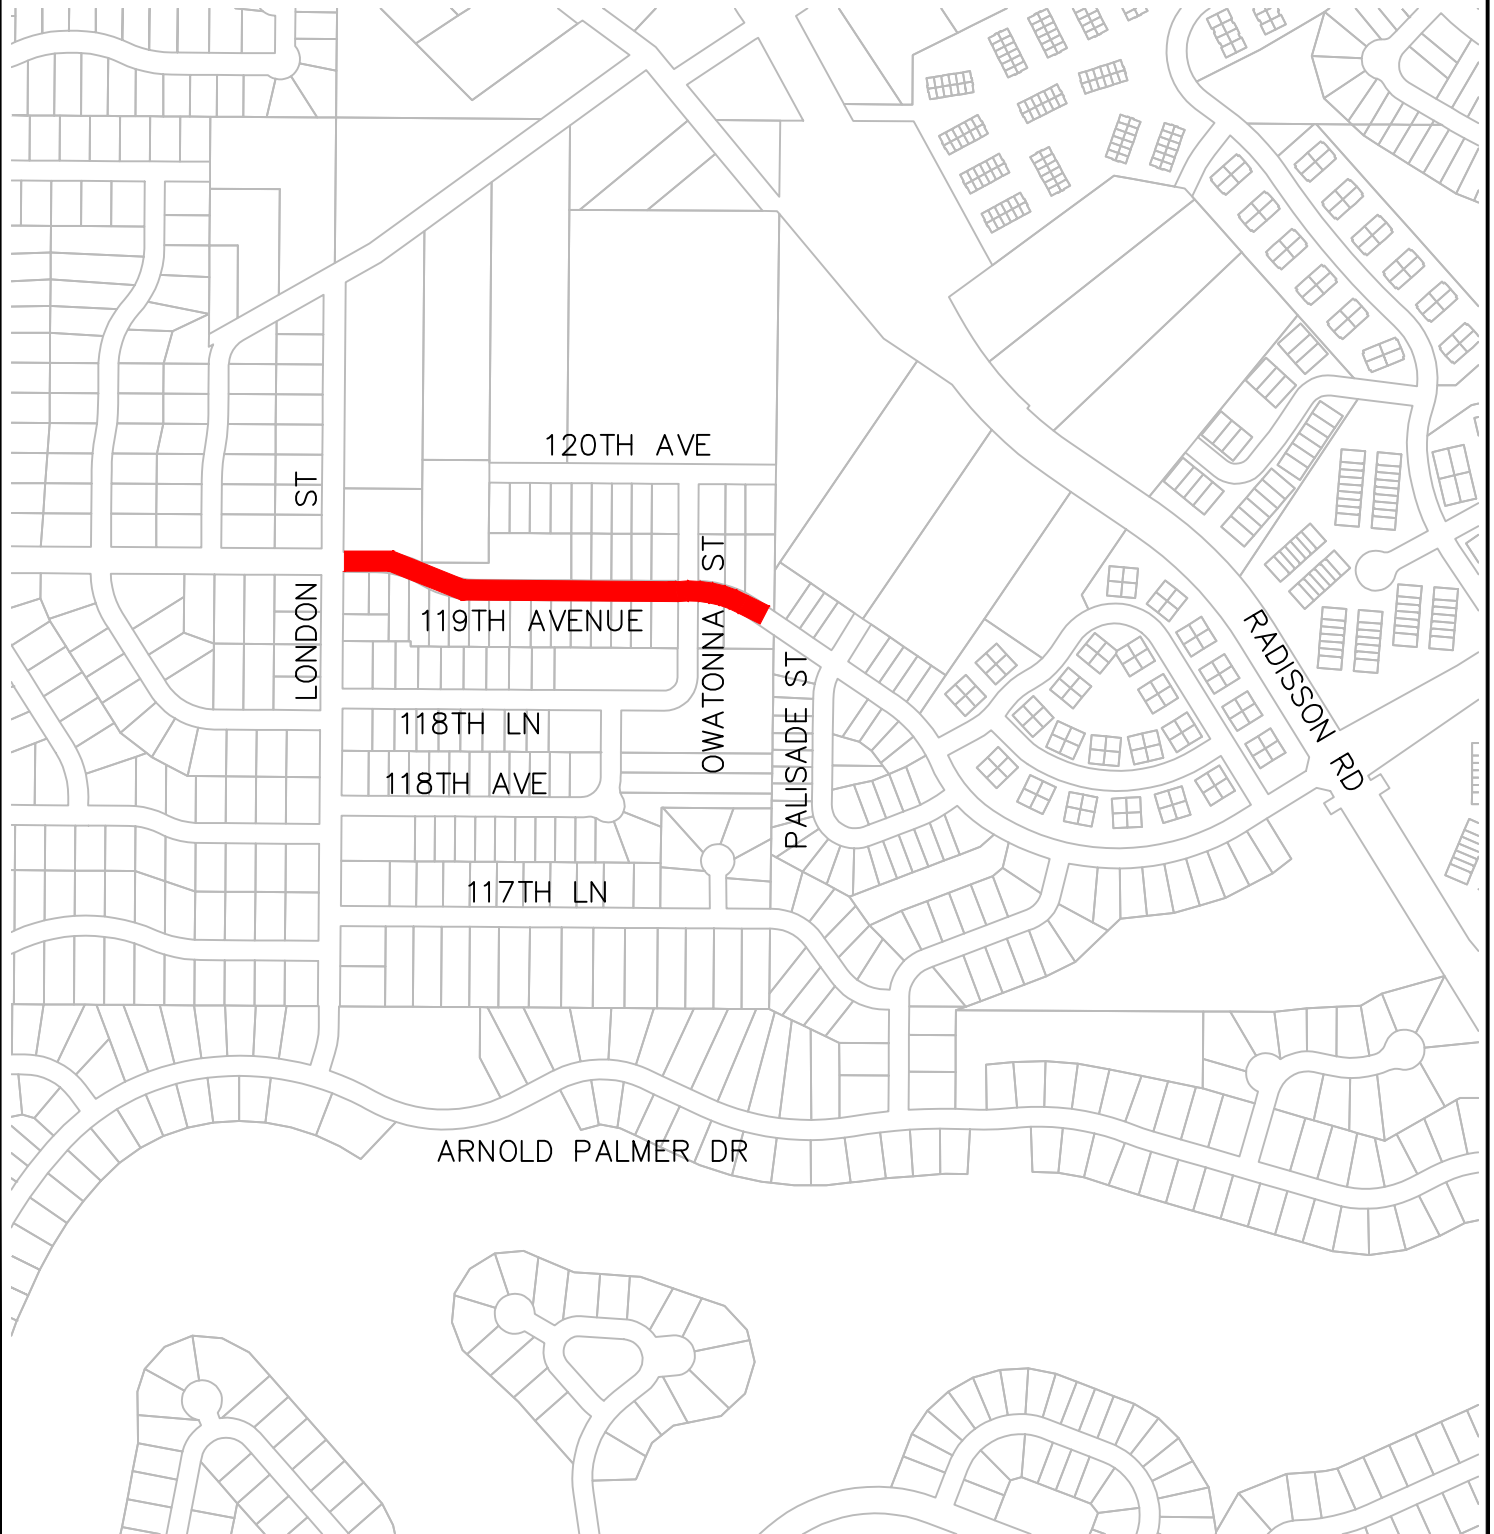 120TH AVE
LONDON ST
119TH AVENUE
OWATONNA ST
PALISADE ST
RADISSON RD
118TH LN
118TH AVE
117TH LN
ARNOLD PALMER DR